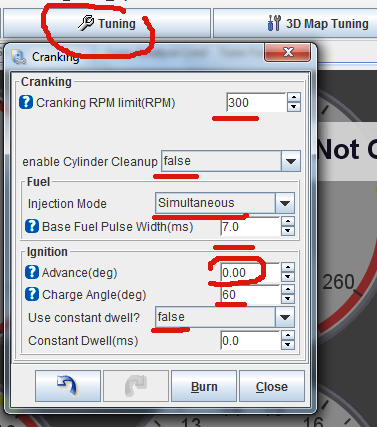 Tuning
3D Map Tuning
Cranking
Cranking
Cranking RPM limit(RPM) 300
enable Cylinder Cleanup false
Fuel
Injection Mode Simultaneous
Base Fuel Pulse Width(ms) 7.0
Ignition
Advance(deg) 0.00
Charge Angle(deg) 60
Use constant dwell? false
Constant Dwell(ms) 0.0
Burn
Close
Not
260